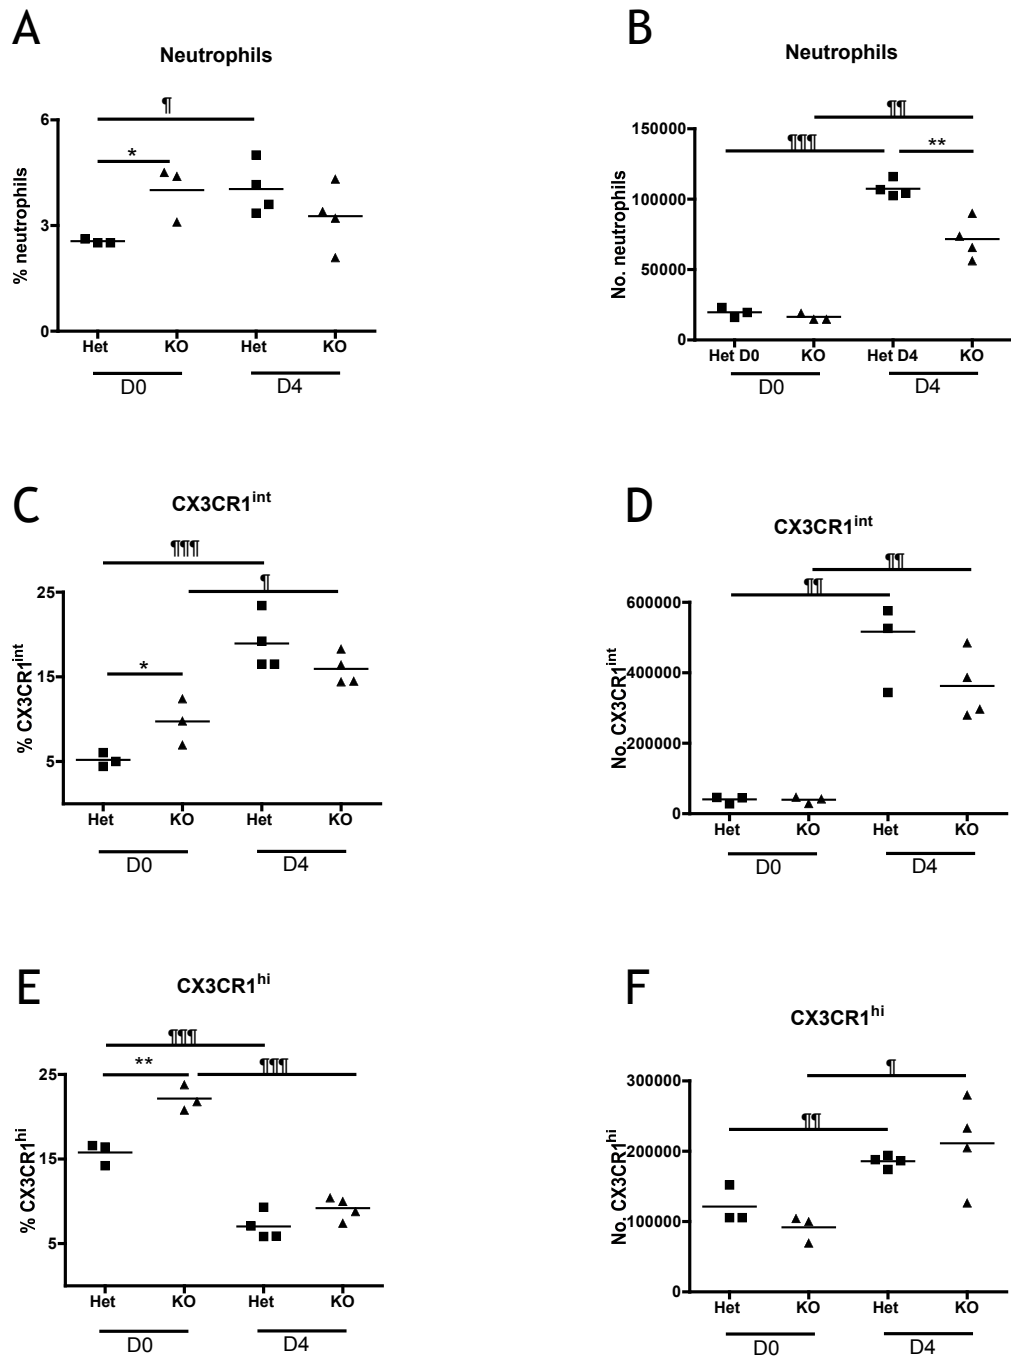 A
Neutrophils
¶
*
6
3
0
% neutrophils
Het KO Het KO
D0 D4
B
Neutrophils
¶¶
¶¶¶
**
150000
100000
50000
0
No. neutrophils
Het D0 KO Het D4 KO
D0 D4
C
CX3CR1int
¶¶¶
¶
*
25
15
5
% CX3CR1int
Het KO Het KO
D0 D4
D
CX3CR1int
¶¶
¶¶
600000
400000
200000
0
No. CX3CR1int
Het KO Het KO
D0 D4
E
CX3CR1hi
¶¶¶
** ¶¶¶
25
15
5
% CX3CR1hi
Het KO Het KO
D0 D4
F
CX3CR1hi
¶
¶¶
300000
200000
100000
0
No. CX3CR1hi
Het KO Het KO
D0 D4